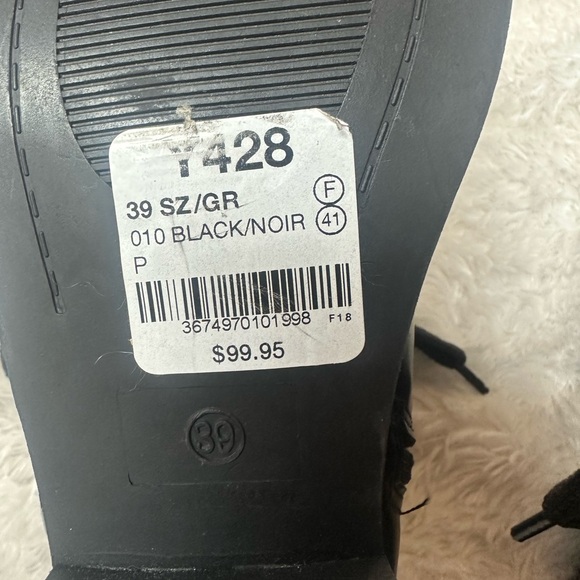 Y428
39 SZ/GR
F
010 BLACK/NOIR
41
P
3674970101998 F18
$99.95
39